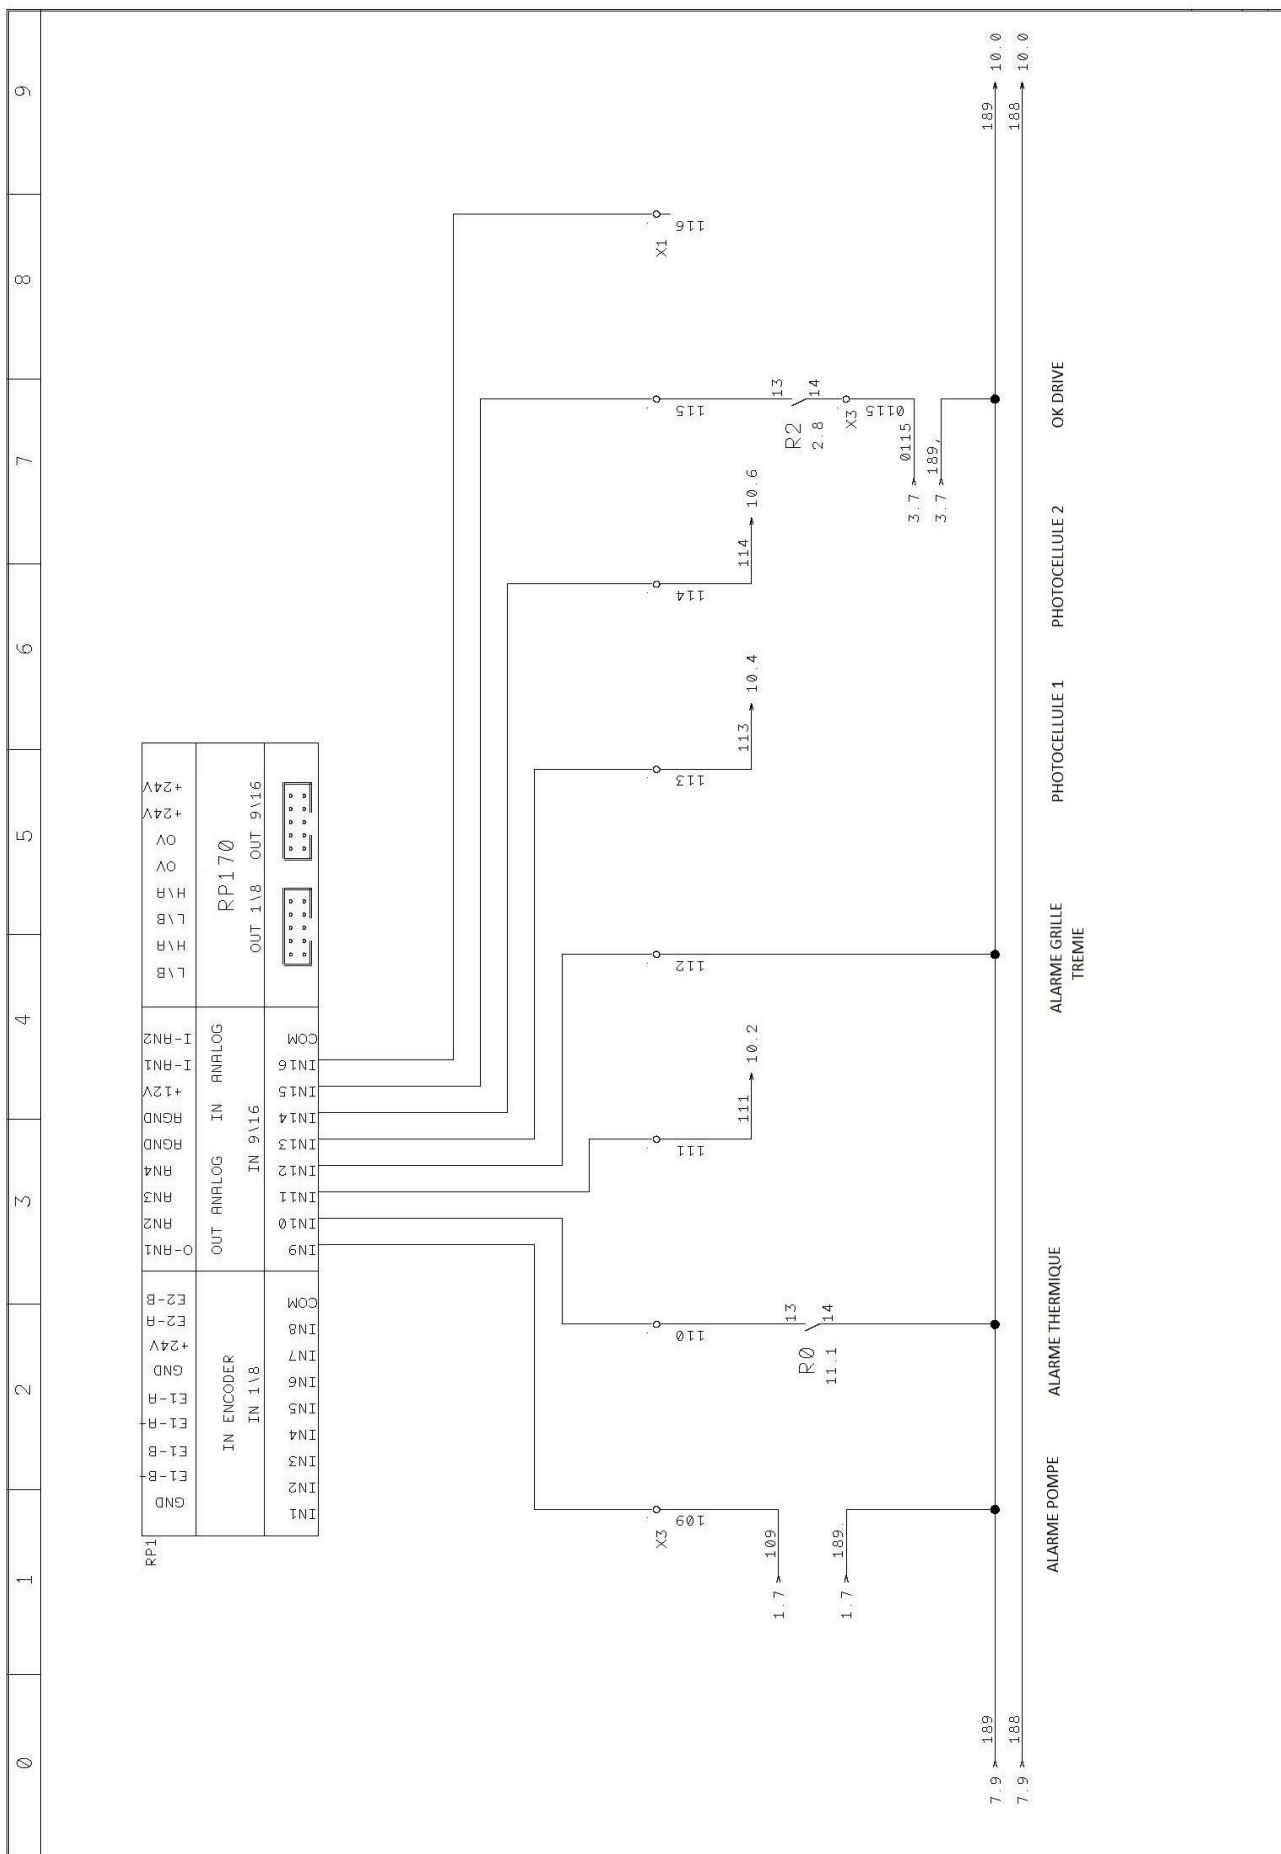 0 1 2 3 4 5 6 7 8 9
RP1
GND E1-B- E1-B E1-A- E1-A GND +24V E2-A E2-B
O-AN1 AN2 AN3 AN4 AGND AGND +12V I-AN1 I-AN2
L\B H\A L\B H\A 0V 0V +24V +24V
IN ENCODER
OUT ANALOG IN ANALOG
RP170
IN 1\8
IN 9\16
OUT 1\8 OUT 9\16
IN1 IN2 IN3 IN4 IN5 IN6 IN7 IN8 COM
IN9 IN10 IN11 IN12 IN13 IN14 IN15 IN16 COM
X3
109
110
111
112
113
114
115
X1
116
1.7 109
1.7 189
R0
11.1
13
14
111 10.2
113 10.4
114 10.6
R2
2.8
13
14
X3
0115
3.7 0115
3.7 189,
7.9 189 189 10.0
7.9 188 188 10.0
ALARME POMPE
ALARME THERMIQUE
ALARME GRILLE
TREMIE
PHOTOCELLULE 1
PHOTOCELLULE 2
OK DRIVE